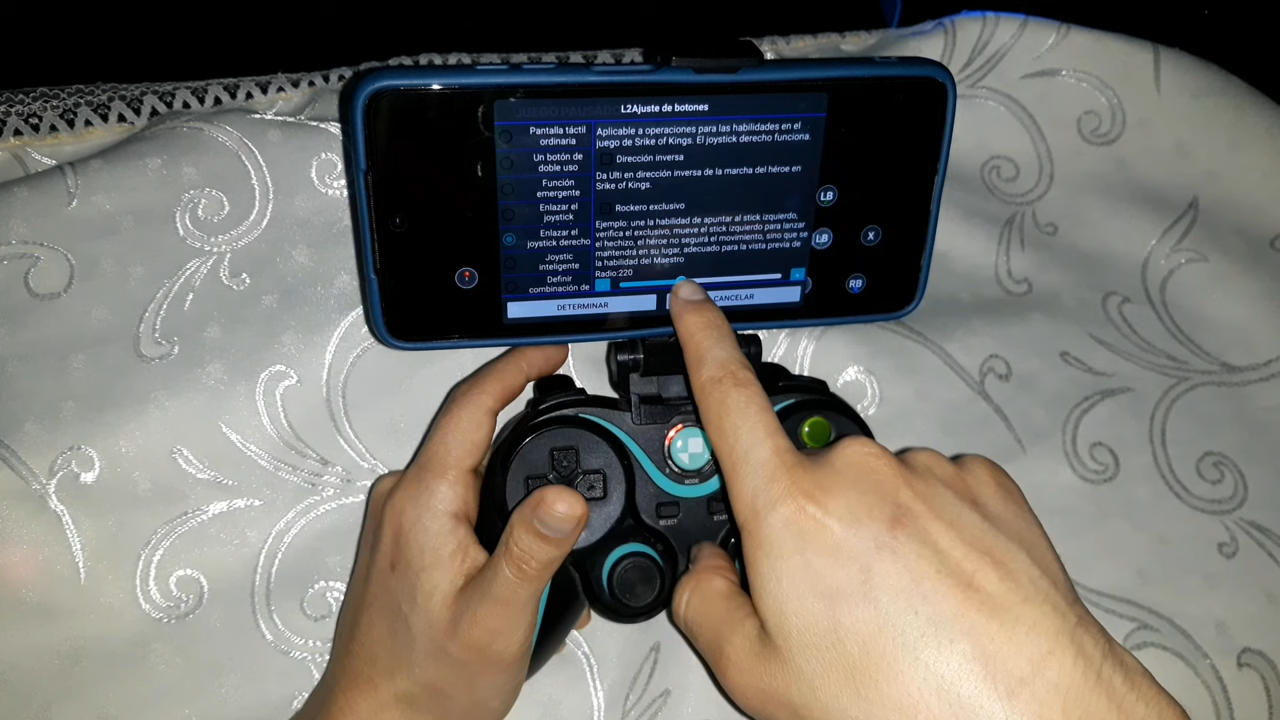 JUEGO PAUSADO
L2Ajuste de botones
Pantalla táctil
ordinaria
Un botón de
doble uso
Función
emergente
Enlazar el
joystick
Enlazar el
joystick derecho
Joystic
inteligente
Definir
combinación de
Aplicable a operaciones para las habilidades en el
juego de Srike of Kings. El joystick derecho funciona.
Dirección inversa
Da Ulti en dirección inversa de la marcha del héroe en
Srike of Kings.
Rockero exclusivo
Ejemplo: une la habilidad de apuntar al stick izquierdo,
verifica el exclusivo, mueve el stick izquierdo para lanzar
el hechizo, el héroe no seguirá el movimiento, sino que se
mantendrá en su lugar, adecuado para la vista previa de
la habilidad del Maestro
Radio:220
DETERMINAR
CANCELAR
LB
LB
X
RB
MODE
SELECT
START